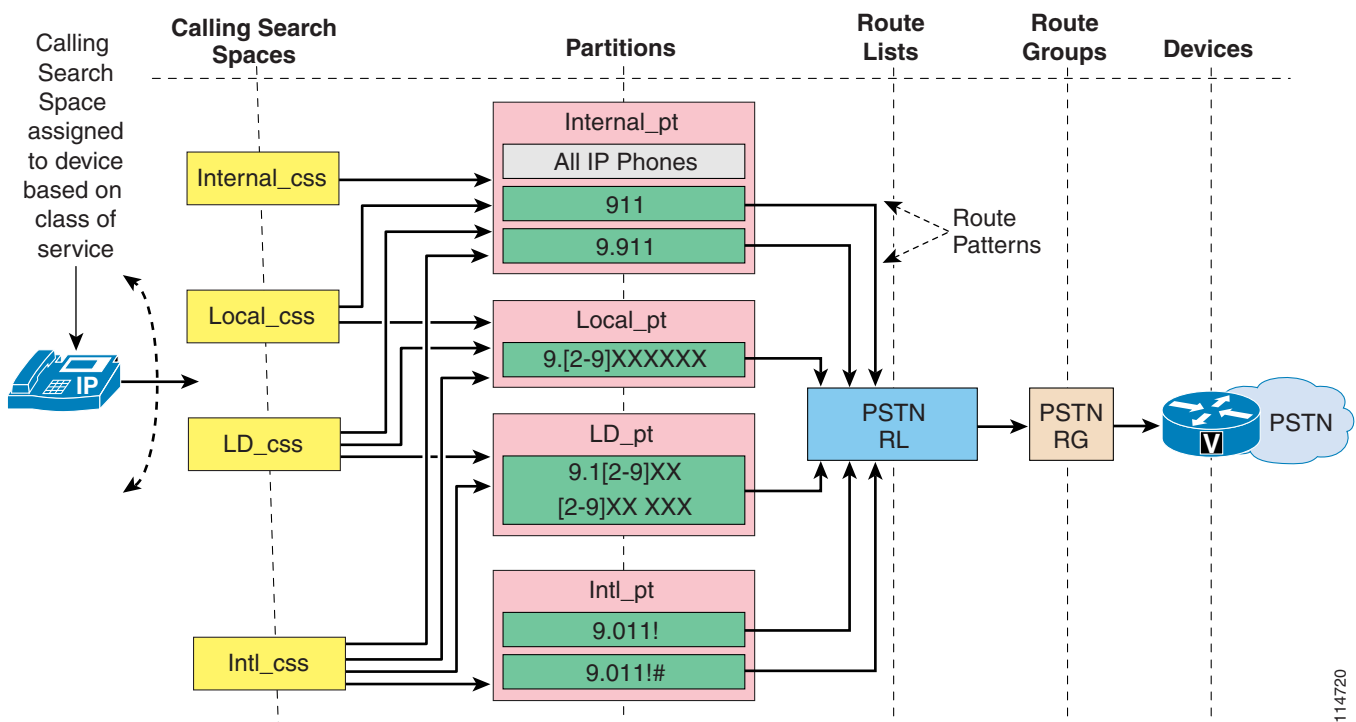 Calling
Search
Space
assigned
to device
based on
class of
service
Calling Search
Spaces
Partitions
Route
Lists
Route
Groups
Devices
Internal_css
Local_css
LD_css
Intl_css
IP
Internal_pt
All IP Phones
911
9.911
Local_pt
9.[2-9]XXXXXX
LD_pt
9.1[2-9]XX
[2-9]XX XXX
Intl_pt
9.011!
9.011!#
Route
Patterns
PSTN
RL
PSTN
RG
V
PSTN
114720